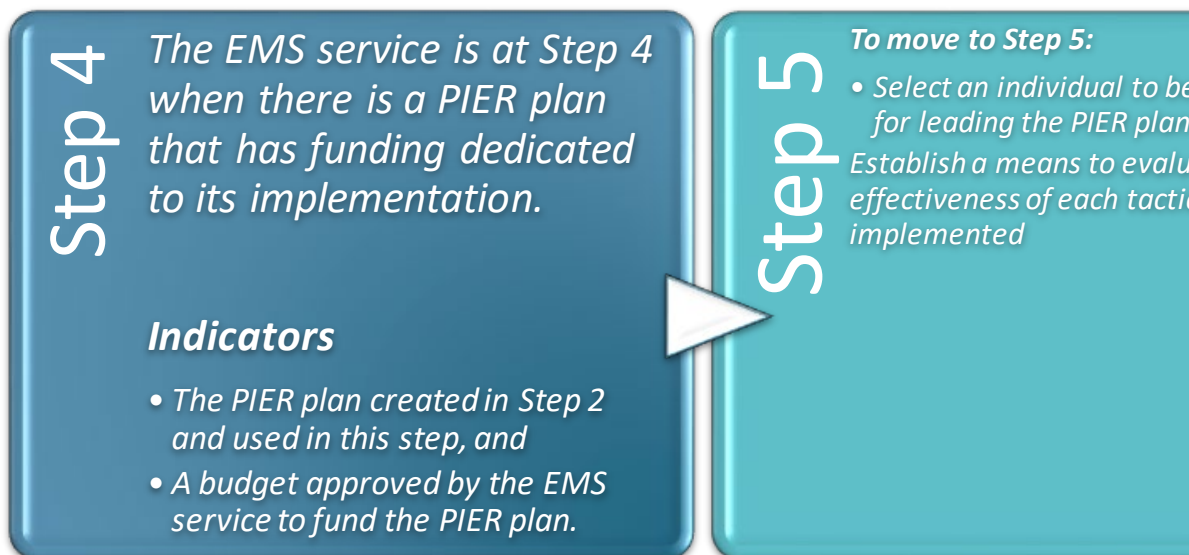 Step 4
The EMS service is at Step 4
when there is a PIER plan
that has funding dedicated
to its implementation.
Indicators
• The PIER plan created in Step 2
and used in this step, and
• A budget approved by the EMS
service to fund the PIER plan.
Step 5
To move to Step 5:
• Select an individual to be
for leading the PIER plan
Establish a means to evalu
effectiveness of each tactic
implemented